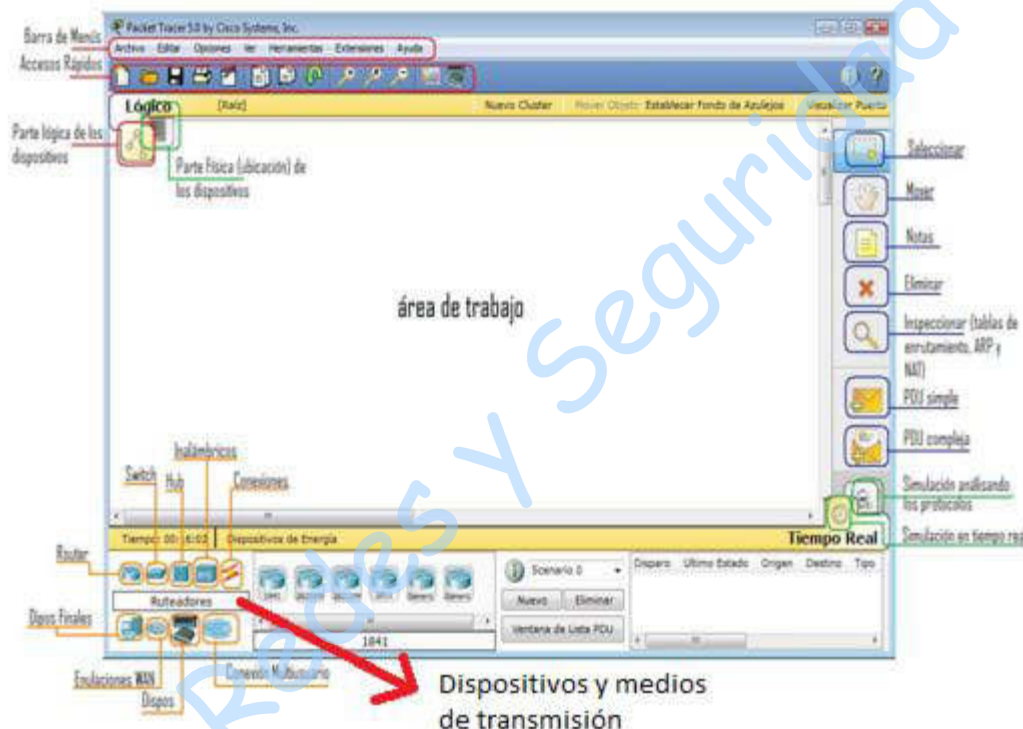 Packet Tracer 5.0 by Cisco Systems, Inc.
Barra de Menús
Archivo Editar Opciones Ver Herramientas Extensiones Ayuda
Accesos Rápidos
Lógico [Raíz] Nuevo Cluster Mover Objeto Establecer Fondo de Azulejos Visualizar Puerto
Parte lógica de los
dispositivos
Parte Física (ubicación) de
los dispositivos
Seleccionar
Mover
Notas
Eliminar
Inspeccionar (tablas de
enrutamiento, ARP y
NAT)
PDU simple
PDU compleja
Simulación analisando
los protocolos
Simulación en tiempo rea
área de trabajo
Redes y Seguridad
Inalámbricos
Switch
Hub
Conexiones
Dispositivos de Energía
Tiempo Real
Router
Ruteadores
Dipos Finales
1841
Scenario 0
Nuevo Eliminar
Ventana de Lista PDU
Disparo Ultimo Estado Origen Destino Tipo
Emulaciones WAN
Dispos
Conexión Multiusuario
Dispositivos y medios
de transmisión